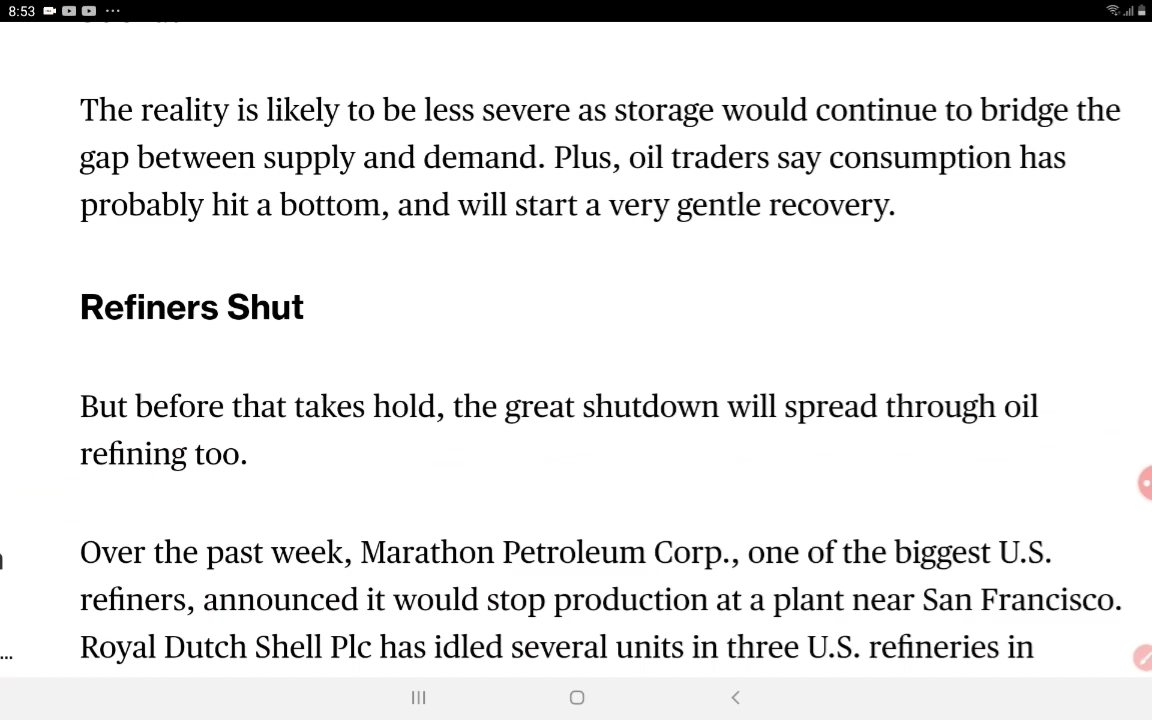 8:53
The reality is likely to be less severe as storage would continue to bridge the
gap between supply and demand. Plus, oil traders say consumption has
probably hit a bottom, and will start a very gentle recovery.
Refiners Shut
But before that takes hold, the great shutdown will spread through oil
refining too.
Over the past week, Marathon Petroleum Corp., one of the biggest U.S.
refiners, announced it would stop production at a plant near San Francisco.
Royal Dutch Shell Plc has idled several units in three U.S. refineries in
...